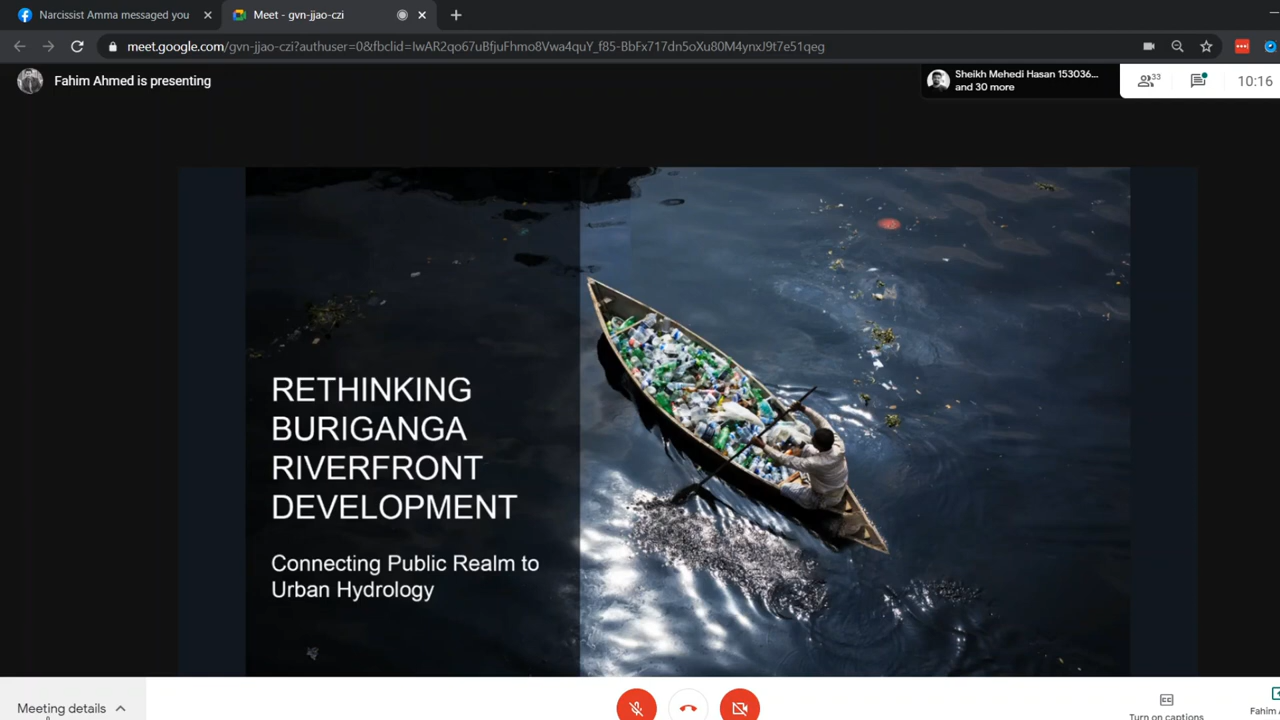 Narcissist Amma messaged you
Meet - gvn-jjao-czi
meet.google.com/gvn-jjao-czi?authuser=0&fbclid=IwAR2qo67uBfjuFhmo8Vwa4quY_f85-BbFx717dn5oXu80M4ynxJ9t7e51qeg
Fahim Ahmed is presenting
Sheikh Mehedi Hasan 153036...
and 30 more
33
10:16
RETHINKING
BURIGANGA
RIVERFRONT
DEVELOPMENT
Connecting Public Realm to
Urban Hydrology
Meeting details
CC
Turn on captions
Fahim A